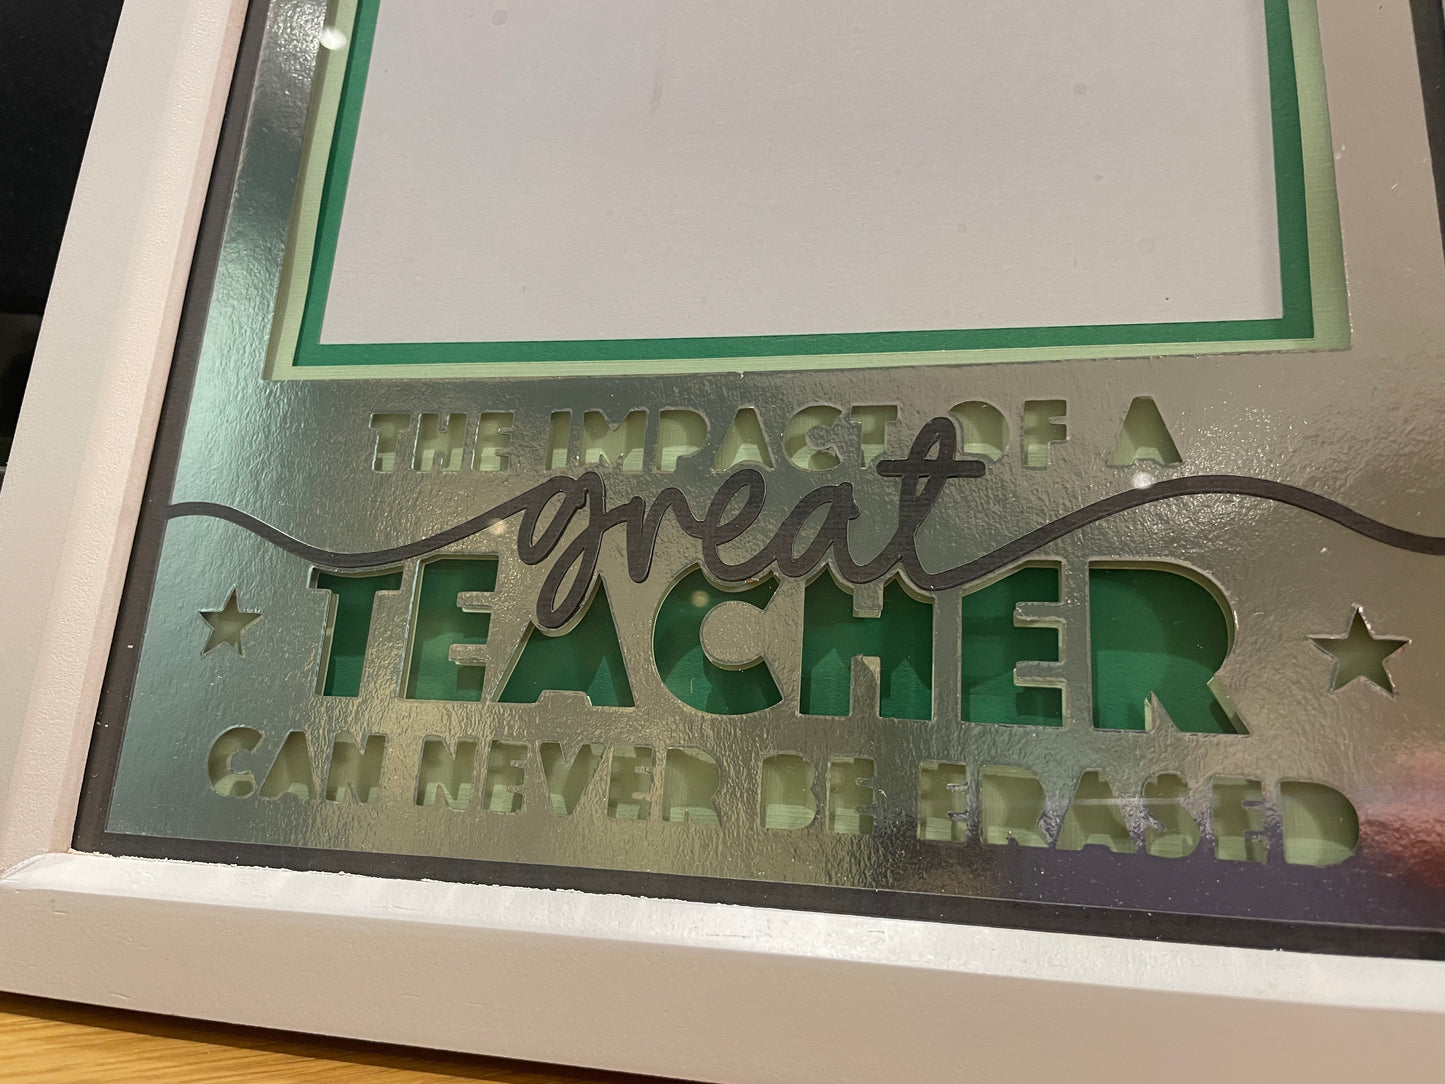 THE IMPACT OF A
great
TEACHER
CAN NEVER BE ERASED